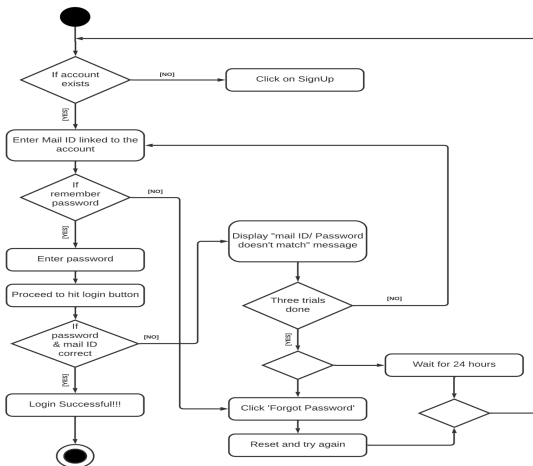 If account
exists
[NO]
Click on SignUp
[YES]
Enter Mail ID linked to the
account
If
remember
password
[NO]
[YES]
Enter password
Display "mail ID/ Password
doesn't match" message
Proceed to hit login button
Three trials
done
[NO]
If
password
& mail ID
correct
[NO]
[YES]
Wait for 24 hours
[YES]
Login Successful!!!
Click 'Forgot Password'
Reset and try again